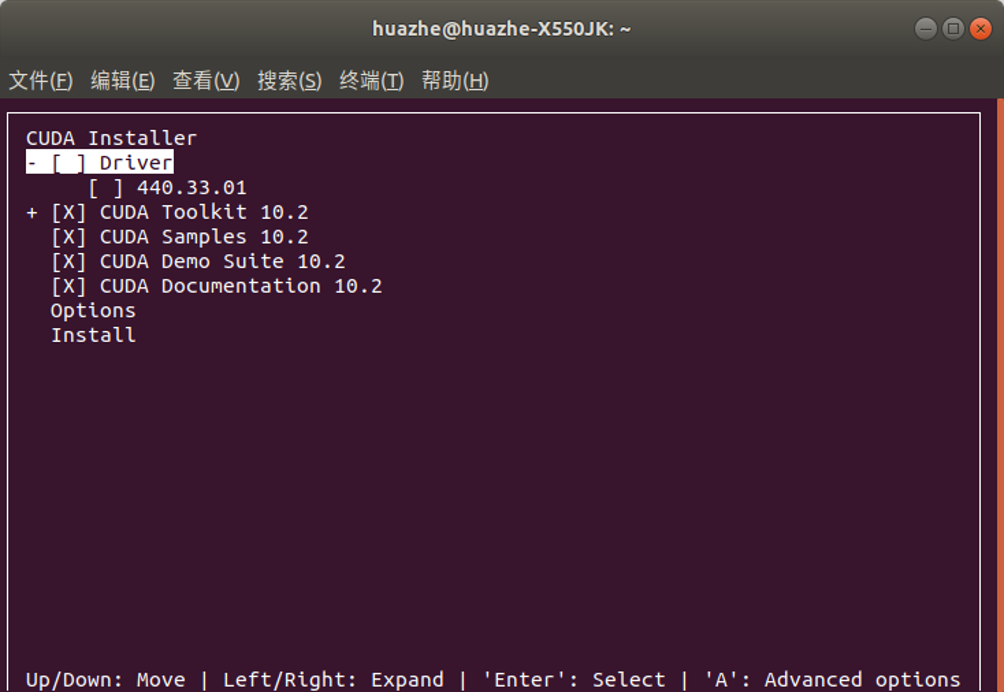 huazhe@huazhe-X550JK: ~
文件(F) 编辑(E) 查看(V) 搜索(S) 终端(T) 帮助(H)
CUDA Installer
- [ ] Driver
[ ] 440.33.01
+ [X] CUDA Toolkit 10.2
[X] CUDA Samples 10.2
[X] CUDA Demo Suite 10.2
[X] CUDA Documentation 10.2
Options
Install
Up/Down: Move | Left/Right: Expand | 'Enter': Select | 'A': Advanced options